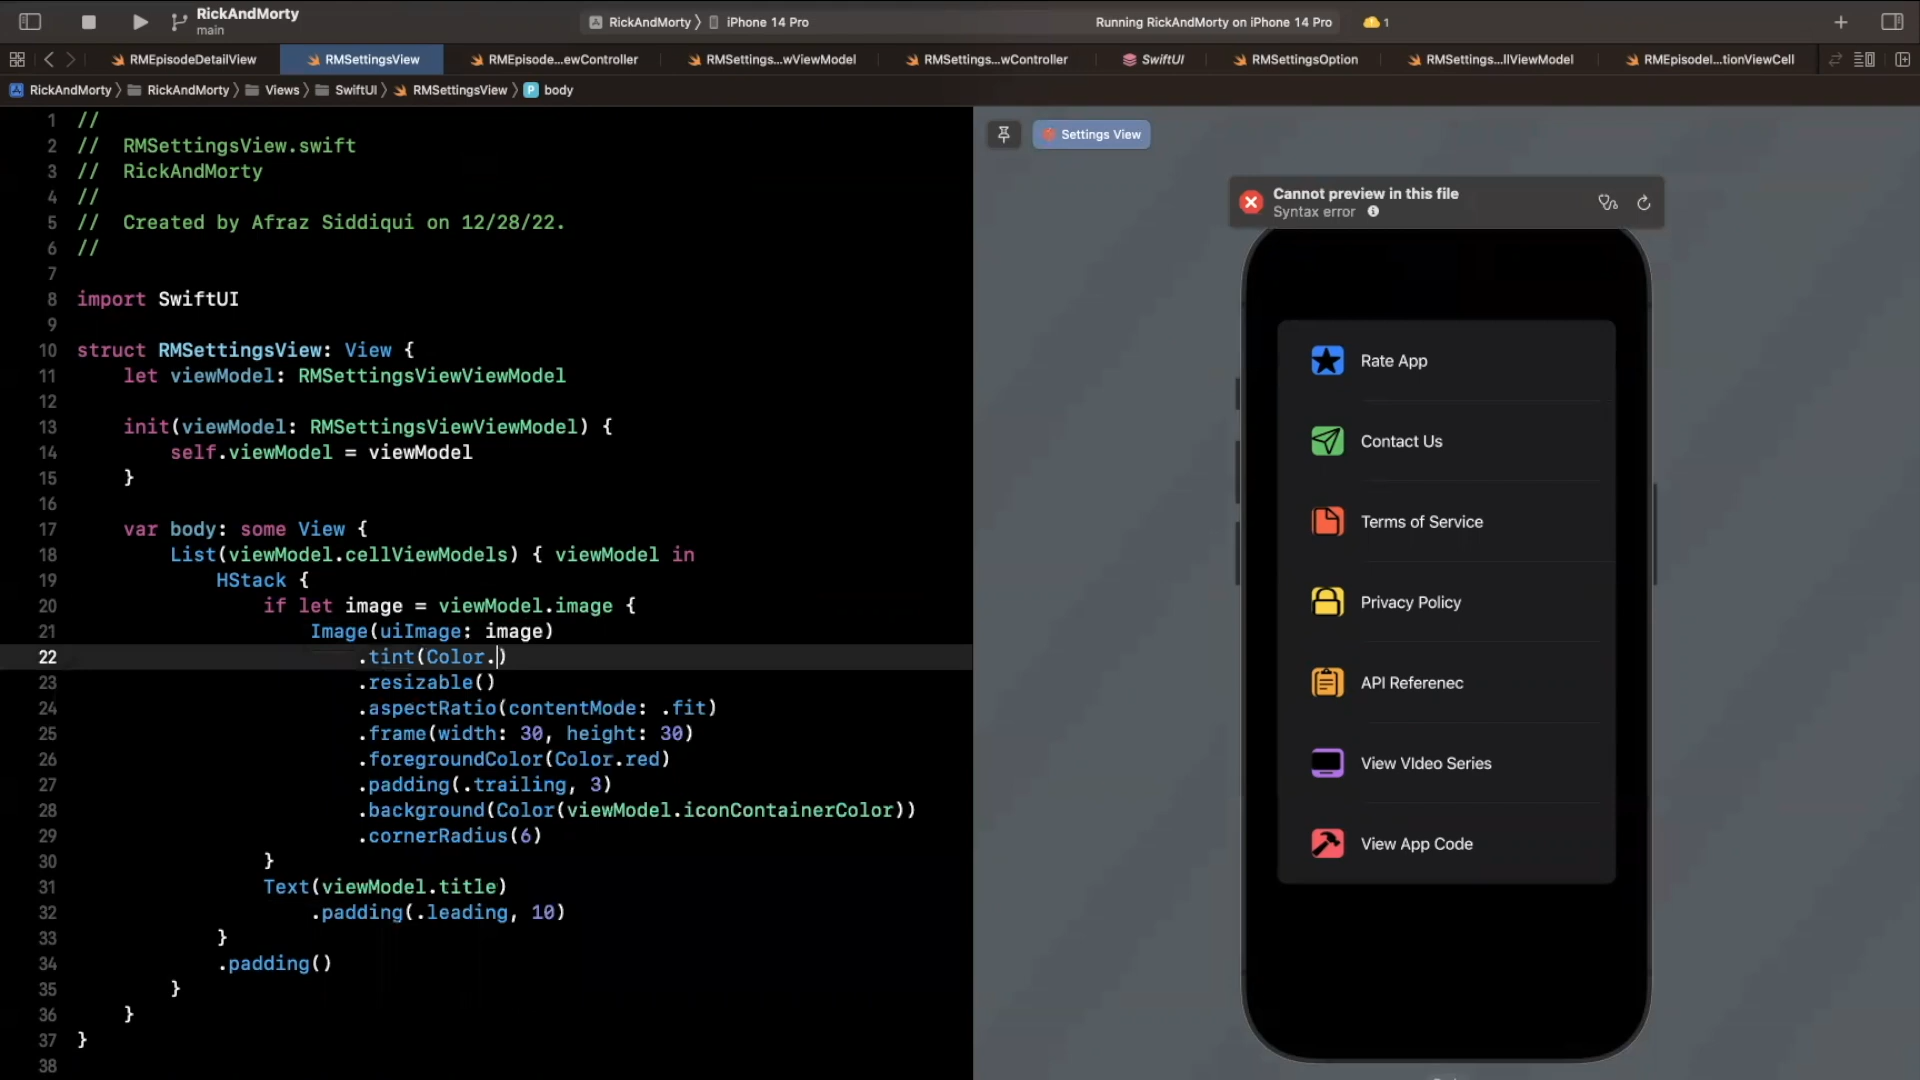 RickAndMorty
main
RickAndMorty
iPhone 14 Pro
Running RickAndMorty on iPhone 14 Pro
1
RMEpisodeDetailView
RMSettingsView
RMEpisode...ewController
RMSettings...wViewModel
RMSettings...wController
SwiftUI
RMSettingsOption
RMSettings...llViewModel
RMEpisodel...tionViewCell
RickAndMorty
RickAndMorty
Views
SwiftUI
RMSettingsView
P body
1 //
2 //  RMSettingsView.swift
3 //  RickAndMorty
4 //
5 //  Created by Afraz Siddiqui on 12/28/22.
6 //
7
8 import SwiftUI
9
10 struct RMSettingsView: View {
11     let viewModel: RMSettingsViewViewModel
12
13     init(viewModel: RMSettingsViewViewModel) {
14         self.viewModel = viewModel
15     }
16
17     var body: some View {
18         List(viewModel.cellViewModels) { viewModel in
19             HStack {
20                 if let image = viewModel.image {
21                     Image(uiImage: image)
22                         .tint(Color.)
23                         .resizable()
24                         .aspectRatio(contentMode: .fit)
25                         .frame(width: 30, height: 30)
26                         .foregroundColor(Color.red)
27                         .padding(.trailing, 3)
28                         .background(Color(viewModel.iconContainerColor))
29                         .cornerRadius(6)
30                 }
31                 Text(viewModel.title)
32                     .padding(.leading, 10)
33             }
34             .padding()
35         }
36     }
37 }
38
Settings View
Cannot preview in this file
Syntax error
Rate App
Contact Us
Terms of Service
Privacy Policy
API Referenec
View VIdeo Series
View App Code